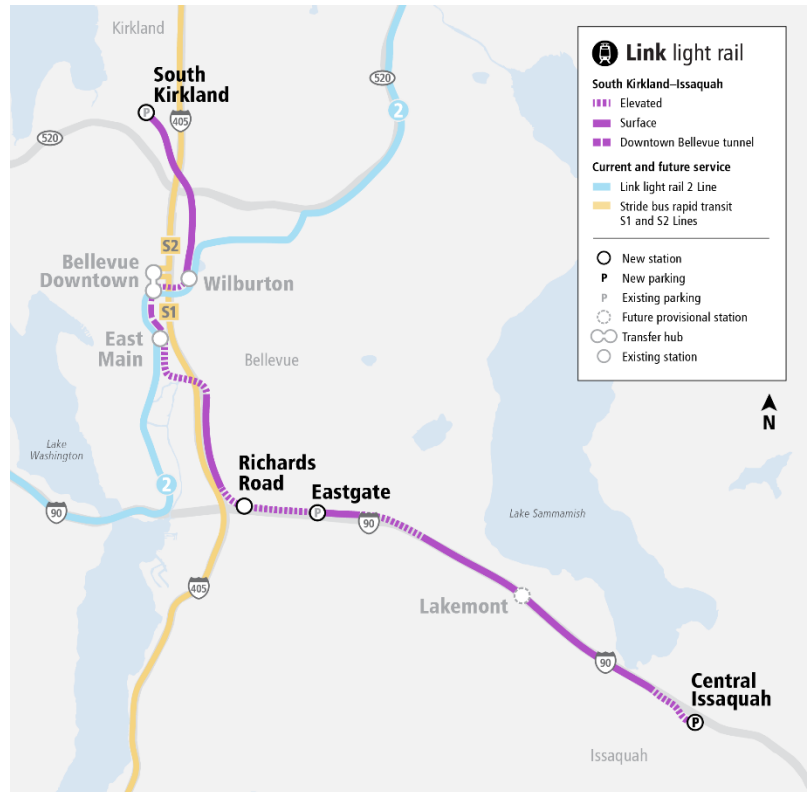 Kirkland
South
Kirkland
P
405
520
2
520
S2
Bellevue
Downtown
Wilburton
S1
East
Main
Bellevue
Lake
Washington
2
90
Richards
Road
Eastgate
P
90
Lake Sammamish
405
Lakemont
90
Central
Issaquah
P
Issaquah
Link light rail
South Kirkland–Issaquah
Elevated
Surface
Downtown Bellevue tunnel
Current and future service
Link light rail 2 Line
Stride bus rapid transit
S1 and S2 Lines
New station
P New parking
P Existing parking
Future provisional station
Transfer hub
Existing station
N